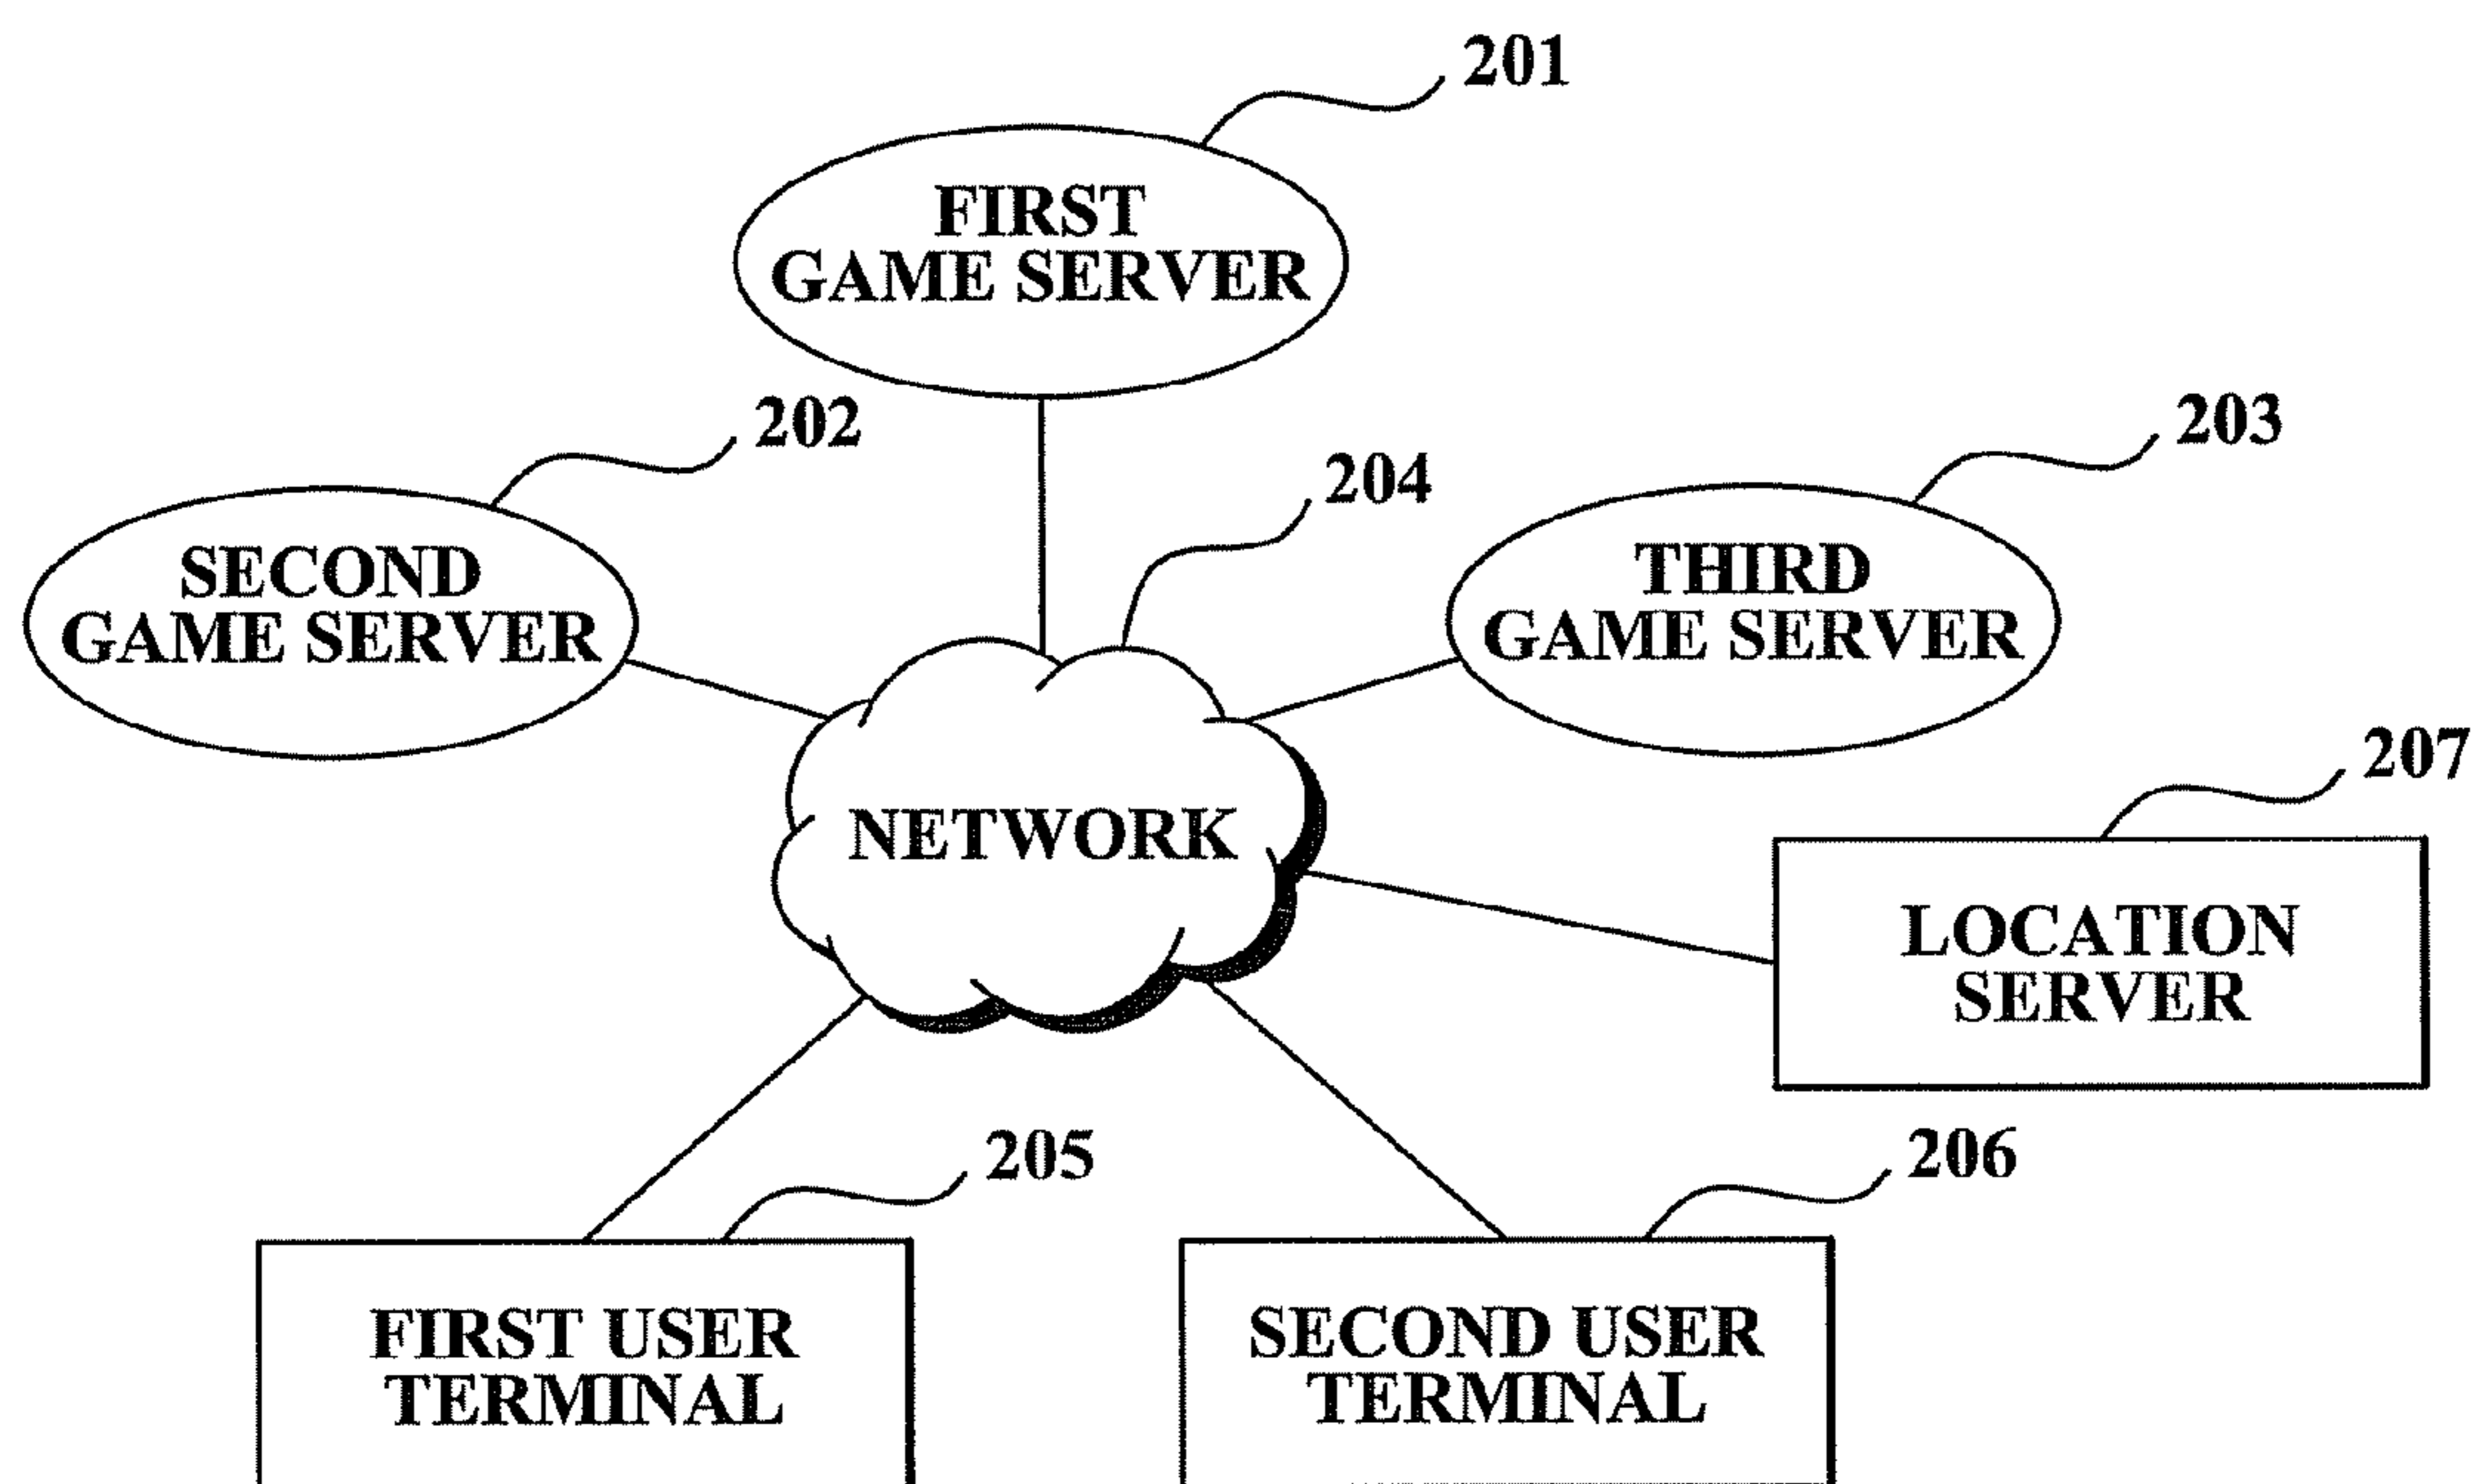 201
FIRST
GAME SERVER
202
203
204
SECOND
GAME SERVER
THIRD
GAME SERVER
207
NETWORK
LOCATION
SERVER
205
206
FIRST USER
TERMINAL
SECOND USER
TERMINAL